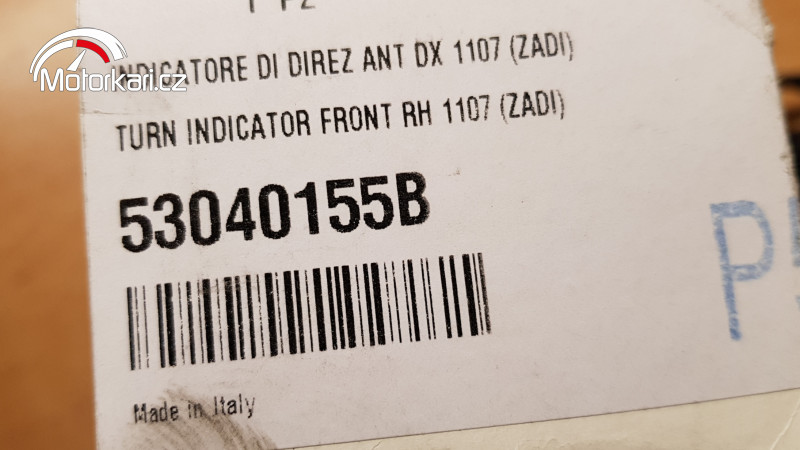 Motorkari.cz
INDICATORE DI DIREZ ANT DX 1107 (ZADI)
TURN INDICATOR FRONT RH 1107 (ZADI)
53040155B
Made in Italy